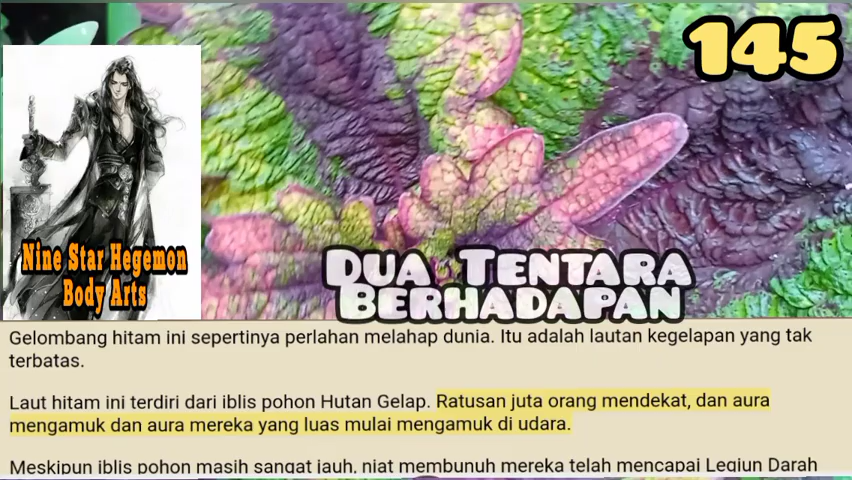 145
Nine Star Hegemon
Body Arts
DUA TENTARA
BERHADAPAN
Gelombang hitam ini sepertinya perlahan melahap dunia. Itu adalah lautan kegelapan yang tak
terbatas.
Laut hitam ini terdiri dari iblis pohon Hutan Gelap. Ratusan juta orang mendekat, dan aura
mengamuk dan aura mereka yang luas mulai mengamuk di udara.
Meskipun iblis pohon masih sangat jauh, niat membunuh mereka telah mencapai Legiun Darah